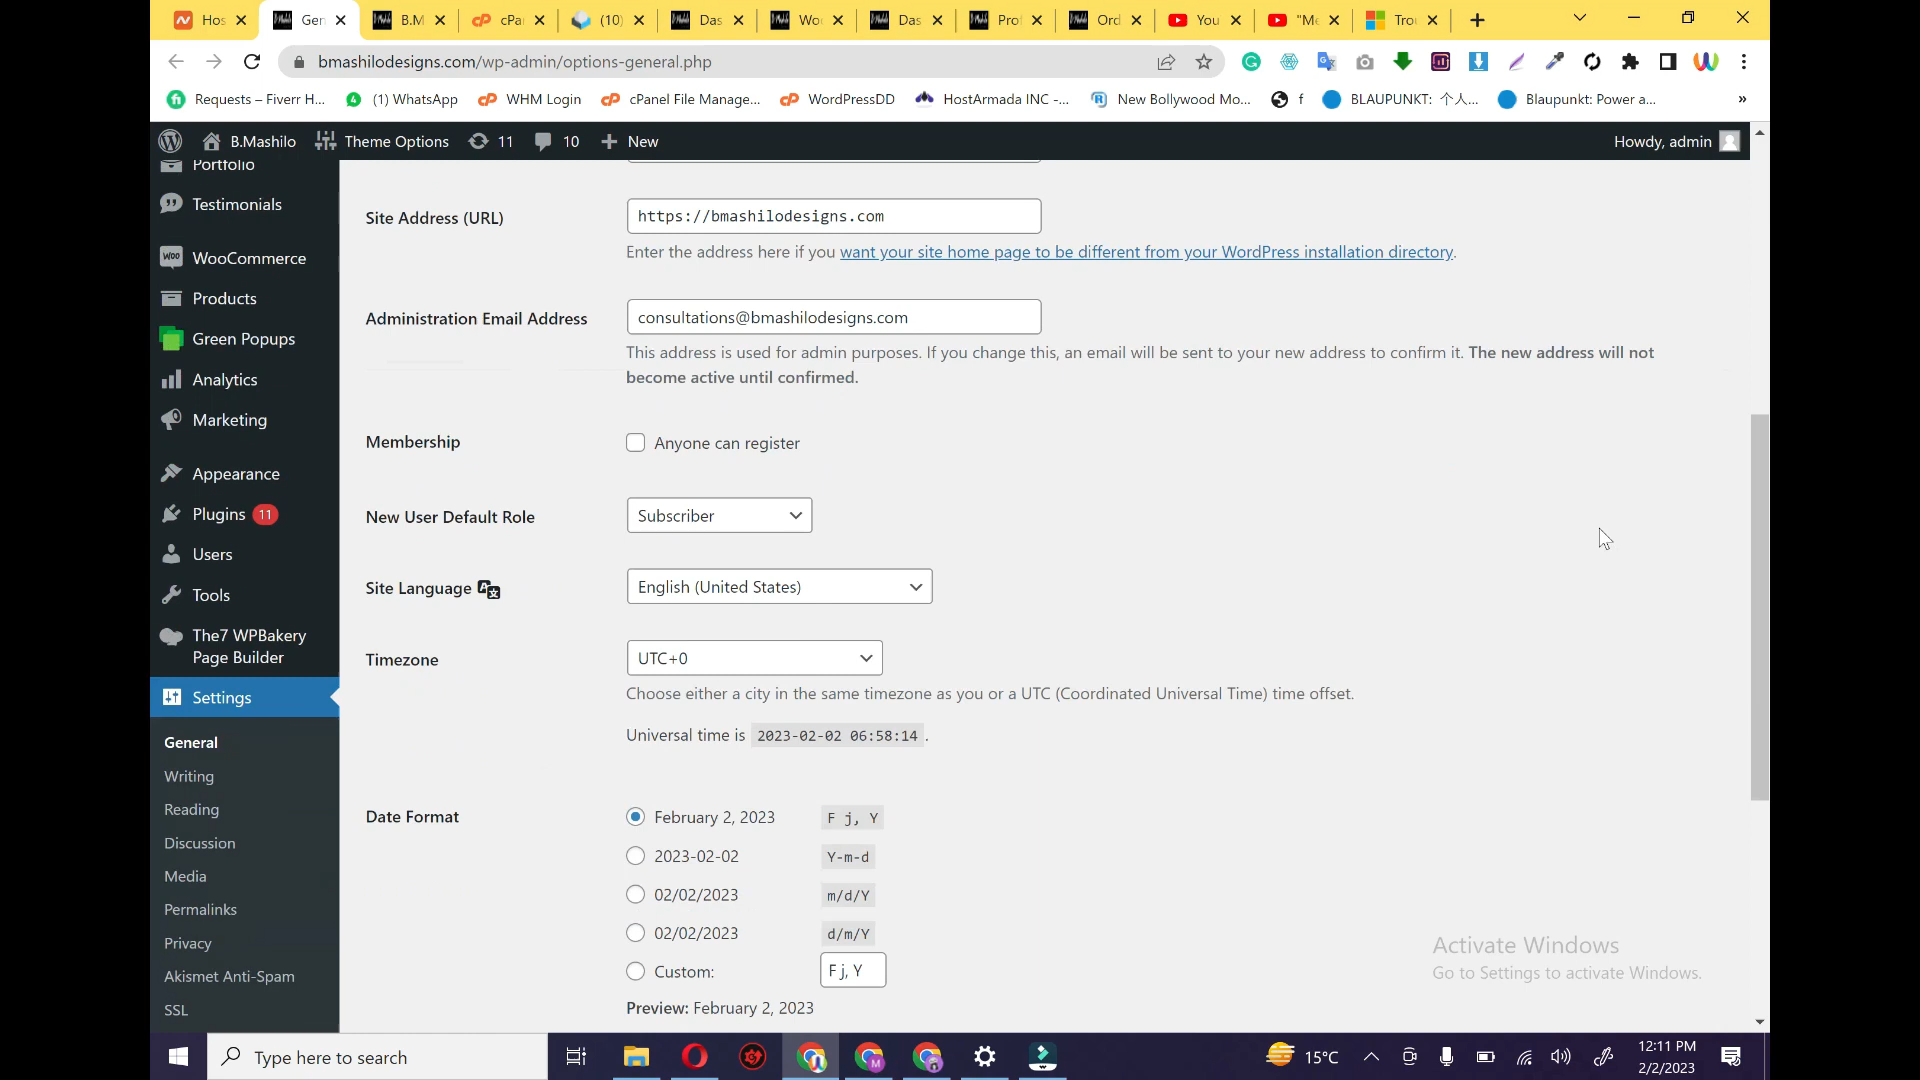 Hos
Gen
B.M
cPa
(10)
Das
Woo
Das
Pro
Ord
You
"Me
Tro
bmashilodesigns.com/wp-admin/options-general.php
Requests – Fiverr H...
(1) WhatsApp
WHM Login
cPanel File Manage...
WordPressDD
HostArmada INC -...
New Bollywood Mo...
f
BLAUPUNKT: 个人...
Blaupunkt: Power a...
»
B.Mashilo
Theme Options
11
10
New
Howdy, admin
Portfolio
Testimonials
WooCommerce
Products
Green Popups
Analytics
Marketing
Appearance
Plugins 11
Users
Tools
The7 WPBakery
Page Builder
Settings
General
Writing
Reading
Discussion
Media
Permalinks
Privacy
Akismet Anti-Spam
SSL
Site Address (URL)
https://bmashilodesigns.com
Enter the address here if you want your site home page to be different from your WordPress installation directory.
Administration Email Address
consultations@bmashilodesigns.com
This address is used for admin purposes. If you change this, an email will be sent to your new address to confirm it. The new address will not
become active until confirmed.
Membership
Anyone can register
New User Default Role
Subscriber
Site Language
English (United States)
Timezone
UTC+0
Choose either a city in the same timezone as you or a UTC (Coordinated Universal Time) time offset.
Universal time is 2023-02-02 06:58:14 .
Date Format
February 2, 2023 F j, Y
2023-02-02 Y-m-d
02/02/2023 m/d/Y
02/02/2023 d/m/Y
Custom: F j, Y
Preview: February 2, 2023
Activate Windows
Go to Settings to activate Windows.
Type here to search
15°C
12:11 PM
2/2/2023